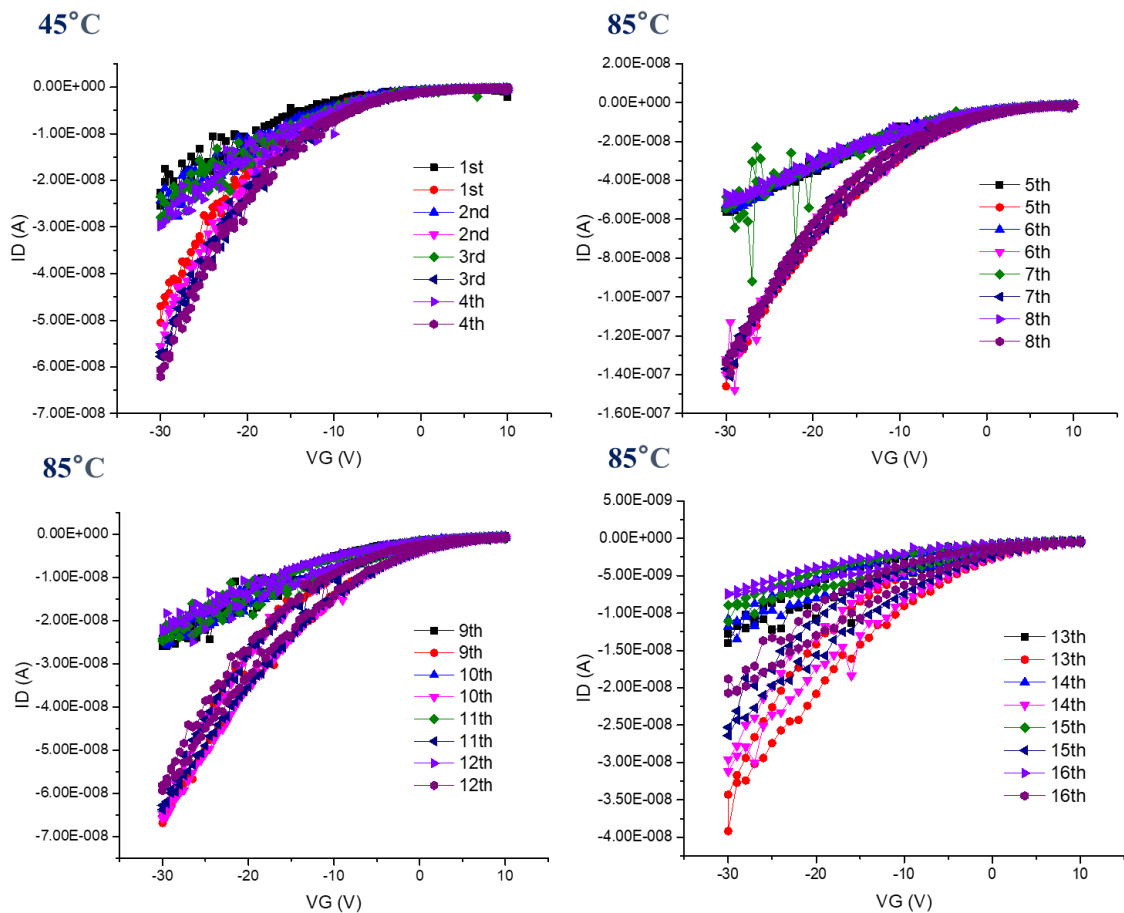 45°C
0.00E+000
-1.00E-008
-2.00E-008
-3.00E-008
-4.00E-008
-5.00E-008
-6.00E-008
-7.00E-008
ID (A)
-30
-20
-10
0
10
VG (V)
1st
1st
2nd
2nd
3rd
3rd
4th
4th
85°C
2.00E-008
0.00E+000
-2.00E-008
-4.00E-008
-6.00E-008
-8.00E-008
-1.00E-007
-1.20E-007
-1.40E-007
-1.60E-007
ID (A)
-30
-20
-10
0
10
VG (V)
5th
5th
6th
6th
7th
7th
8th
8th
85°C
0.00E+000
-1.00E-008
-2.00E-008
-3.00E-008
-4.00E-008
-5.00E-008
-6.00E-008
-7.00E-008
ID (A)
-30
-20
-10
0
10
VG (V)
9th
9th
10th
10th
11th
11th
12th
12th
85°C
5.00E-009
0.00E+000
-5.00E-009
-1.00E-008
-1.50E-008
-2.00E-008
-2.50E-008
-3.00E-008
-3.50E-008
-4.00E-008
ID (A)
-30
-20
-10
0
10
VG (V)
13th
13th
14th
14th
15th
15th
16th
16th